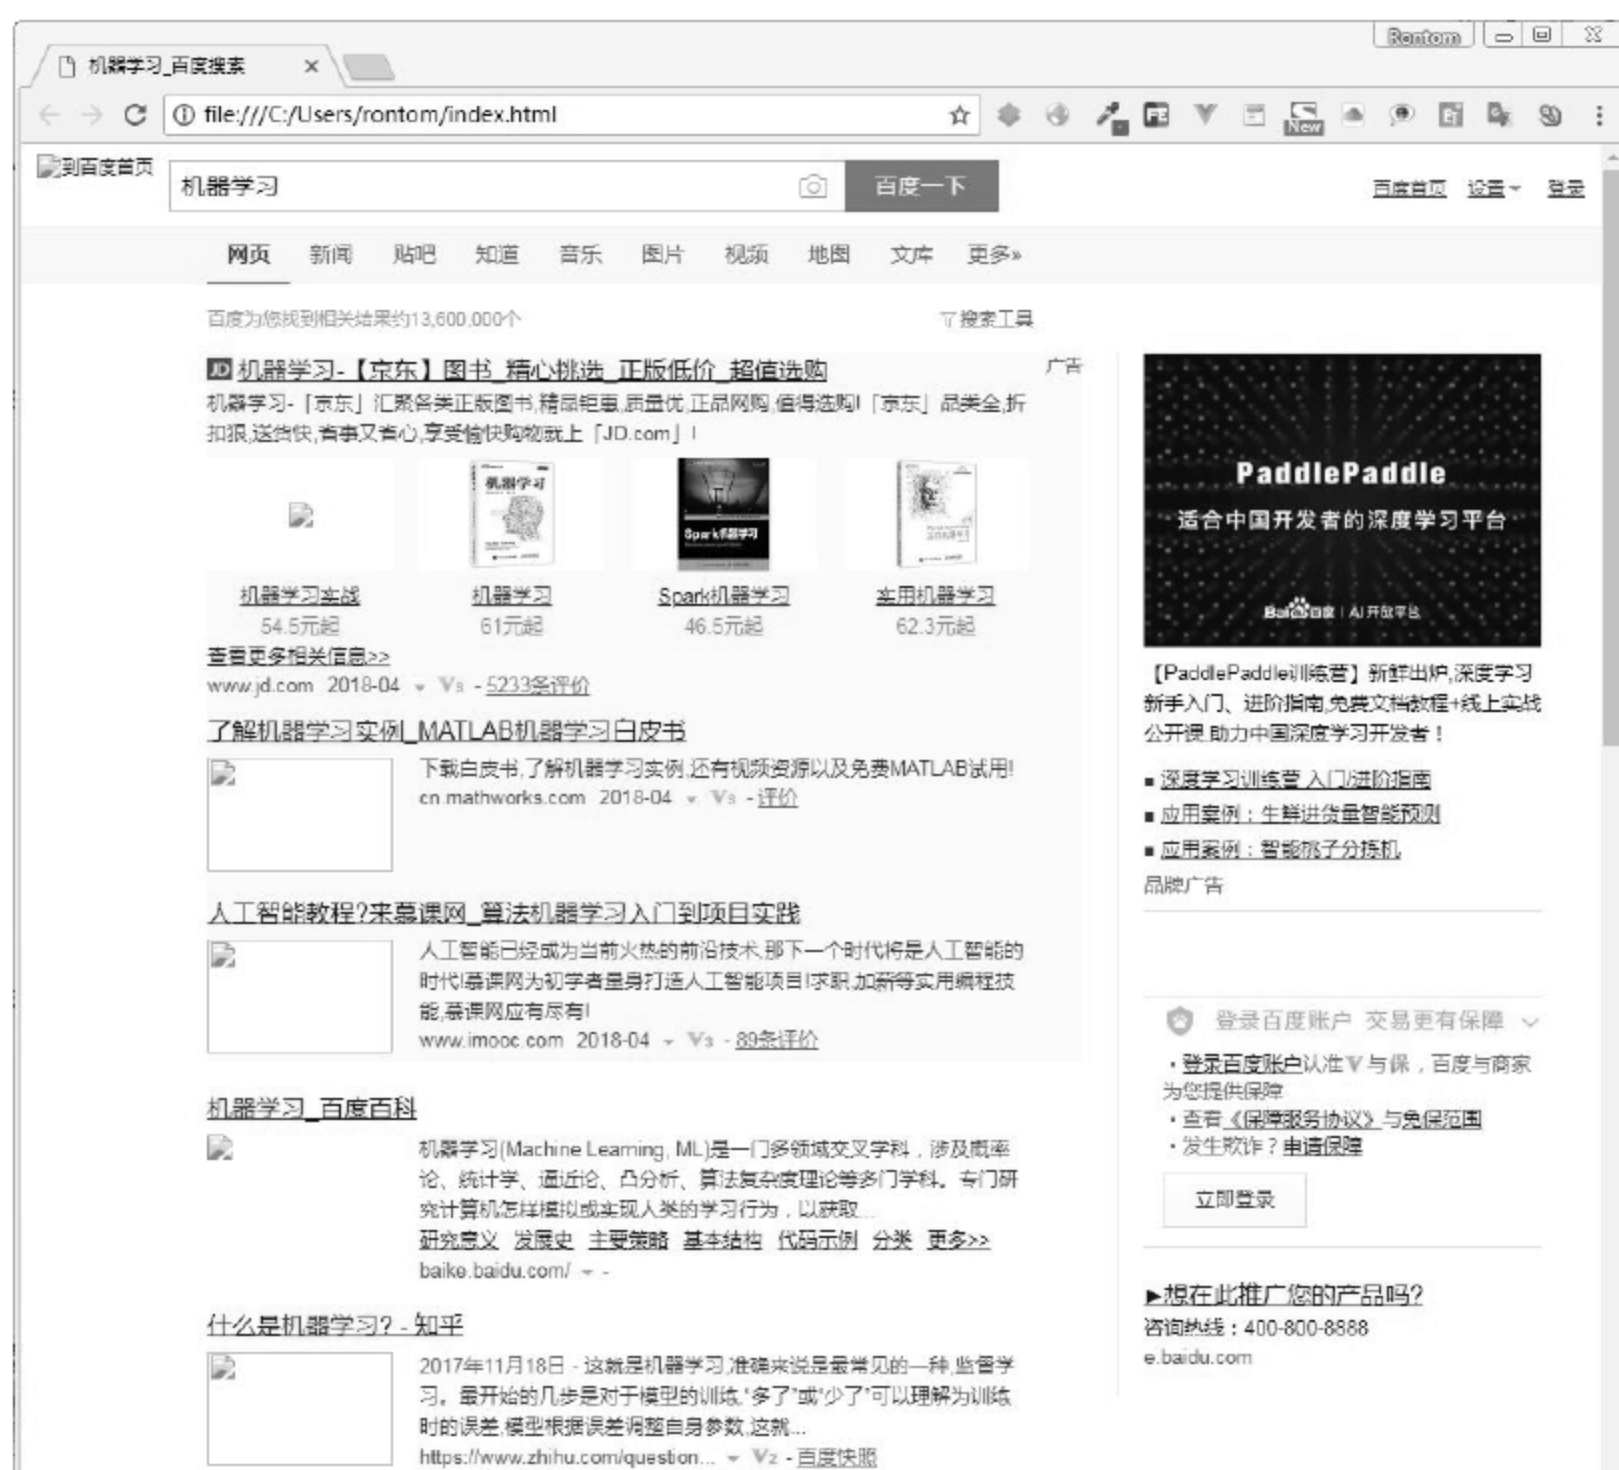 Rontom
机器学习_百度搜索
file:///C:/Users/rontom/index.html
New
到百度首页
机器学习
百度一下
百度首页 设置 登录
网页 新闻 贴吧 知道 音乐 图片 视频 地图 文库 更多»
百度为您找到相关结果约13,600,000个
搜索工具
JD 机器学习-【京东】图书_精心挑选_正版低价_超值选购
广告
机器学习-「京东」汇聚各类正版图书,精品钜惠,质量优,正品网购,值得选购!「京东」品类全,折
扣狠,送货快,省事又省心,享受愉快购物就上「JD.com」!
机器学习
Spark机器学习
机器学习实战 机器学习 Spark机器学习 实用机器学习
54.5元起 61元起 46.5元起 62.3元起
查看更多相关信息>>
www.jd.com 2018-04 V3 - 5233条评价
了解机器学习实例_MATLAB机器学习白皮书
下载白皮书,了解机器学习实例,还有视频资源以及免费MATLAB试用!
cn.mathworks.com 2018-04 V3 - 评价
人工智能教程?来慕课网_算法机器学习入门到项目实践
人工智能已经成为当前火热的前沿技术,那下一个时代将是人工智能的
时代!慕课网为初学者量身打造人工智能项目!求职,加薪等实用编程技
能,慕课网应有尽有!
www.imooc.com 2018-04 V3 - 89条评价
机器学习_百度百科
机器学习(Machine Learning, ML)是一门多领域交叉学科，涉及概率
论、统计学、逼近论、凸分析、算法复杂度理论等多门学科。专门研
究计算机怎样模拟或实现人类的学习行为，以获取...
研究意义 发展史 主要策略 基本结构 代码示例 分类 更多>>
baike.baidu.com/ -
什么是机器学习? - 知乎
2017年11月18日 - 这就是机器学习,准确来说是最常见的一种,监督学
习。最开始的几步是对于模型的训练,“多了”或“少了”可以理解为训练
时的误差,模型根据误差调整自身参数,这就...
https://www.zhihu.com/question... V2 - 百度快照
PaddlePaddle
适合中国开发者的深度学习平台
Bai百度 | AI开放平台
【PaddlePaddle训练营】新鲜出炉,深度学习
新手入门、进阶指南,免费文档教程+线上实战
公开课,助力中国深度学习开发者！
■ 深度学习训练营 入门/进阶指南
■ 应用案例：生鲜进货量智能预测
■ 应用案例：智能桃子分拣机
品牌广告
登录百度账户 交易更有保障
·登录百度账户认准V与保，百度与商家
为您提供保障
·查看《保障服务协议》与免保范围
·发生欺诈？申请保障
立即登录
►想在此推广您的产品吗?
咨询热线：400-800-8888
e.baidu.com